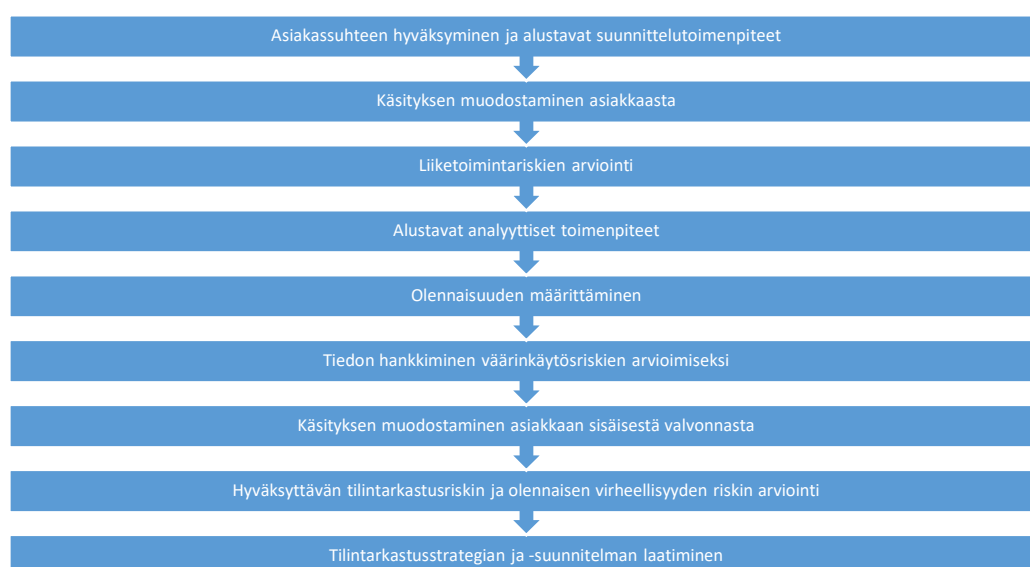 Asiakassuhteen hyväksyminen ja alustavat suunnittelutoimenpiteet
Käsityksen muodostaminen asiakkaasta
Liiketoimintariskien arviointi
Alustavat analyyttiset toimenpiteet
Olennaisuuden määrittäminen
Tiedon hankkiminen väärinkäytösriskien arvioimiseksi
Käsityksen muodostaminen asiakkaan sisäisestä valvonnasta
Hyväksyttävän tilintarkastusriskin ja olennaisen virheellisyyden riskin arviointi
Tilintarkastusstrategian ja -suunnitelman laatiminen